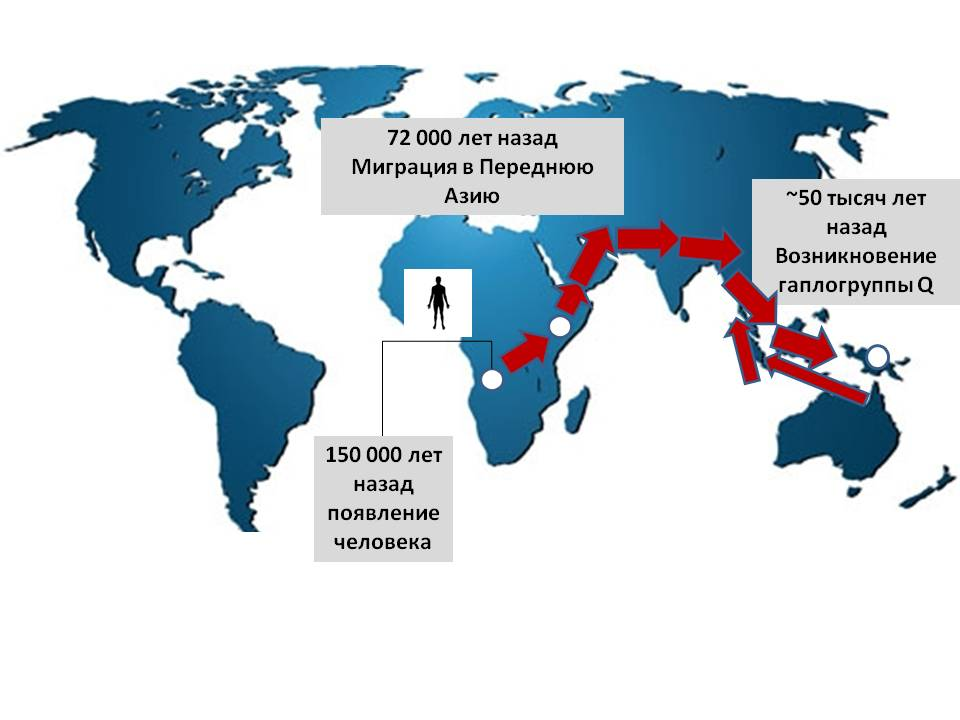 72 000 лет назад
Миграция в Переднюю
Азию
~50 тысяч лет
назад
Возникновение
гаплогруппы Q
150 000 лет
назад
появление
человека